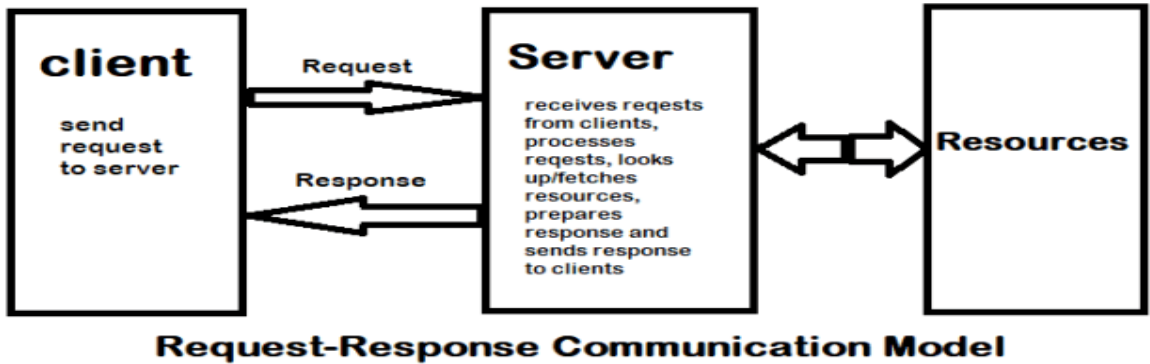 client
send
request
to server
Request
Response
Server
receives reqests
from clients,
processes
reqests, looks
up/fetches
resources,
prepares
response and
sends response
to clients
Resources
Request-Response Communication Model